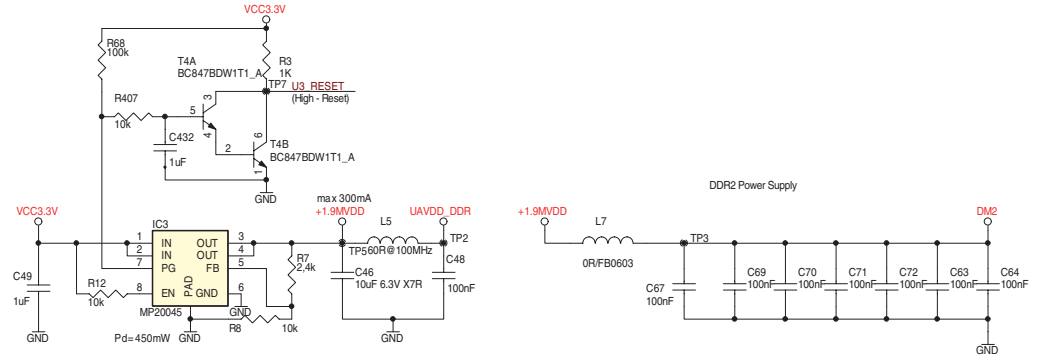 VCC3.3V
R68
100k
R3
1K
T4A
BC847BDW1T1_A
TP7
U3_RESET
(High - Reset)
R407
10k
5
3
4
C432
1uF
2
6
1
T4B
BC847BDW1T1_A
GND
VCC3.3V
IC3
1
2
7
8
IN
IN
PG
EN
PAD
OUT
OUT
FB
GND
3
4
5
6
MP20045
Pd=450mW
C49
1uF
GND
R12
10k
GND
GND
R8
10k
R7
2,4k
max 300mA
+1.9MVDD
TP5
L5
60R@100MHz
UAVDD_DDR
TP2
C46
10uF 6.3V X7R
C48
100nF
GND
DDR2 Power Supply
+1.9MVDD
L7
0R/FB0603
TP3
DM2
C67
100nF
C69
100nF
C70
100nF
C71
100nF
C72
100nF
C63
100nF
C64
100nF
GND